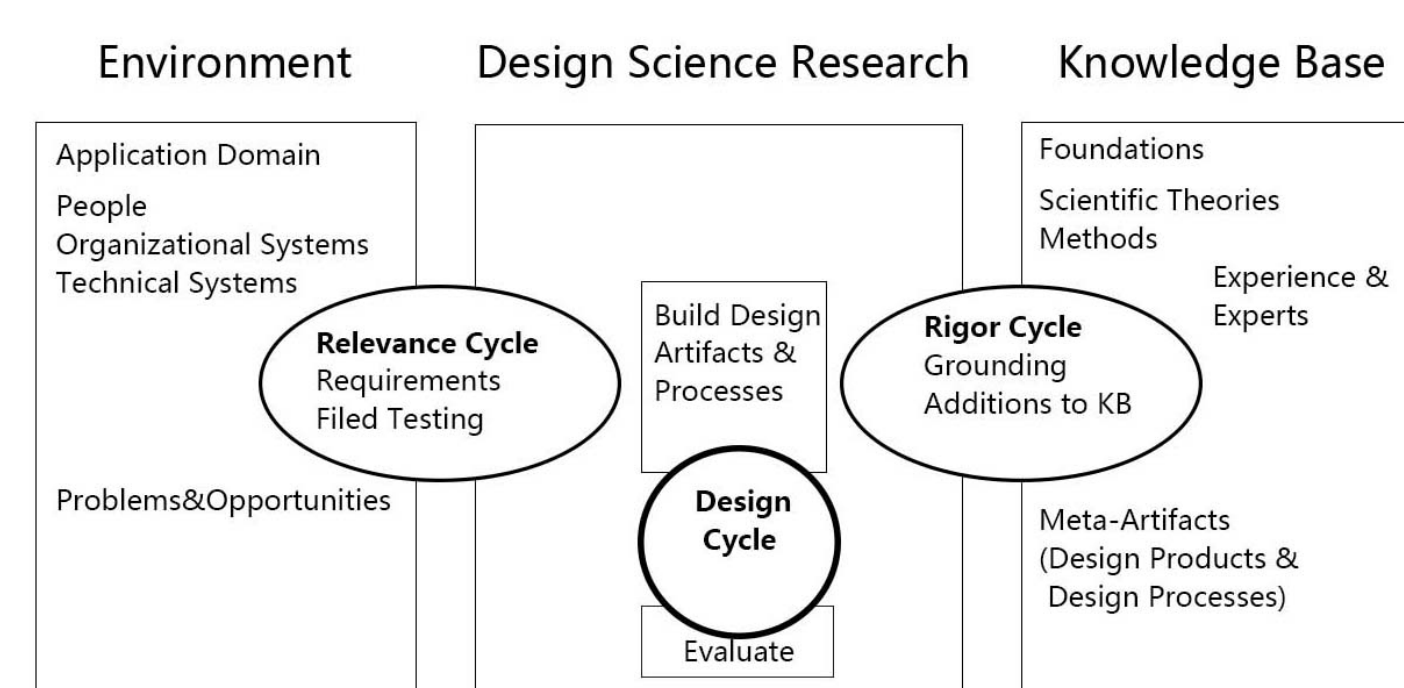 Environment
Design Science Research
Knowledge Base
Application Domain
People
Organizational Systems
Technical Systems
Relevance Cycle
Requirements
Filed Testing
Problems&Opportunities
Build Design
Artifacts &
Processes
Design
Cycle
Evaluate
Foundations
Scientific Theories
Methods
Experience &
Experts
Rigor Cycle
Grounding
Additions to KB
Meta-Artifacts
(Design Products &
Design Processes)